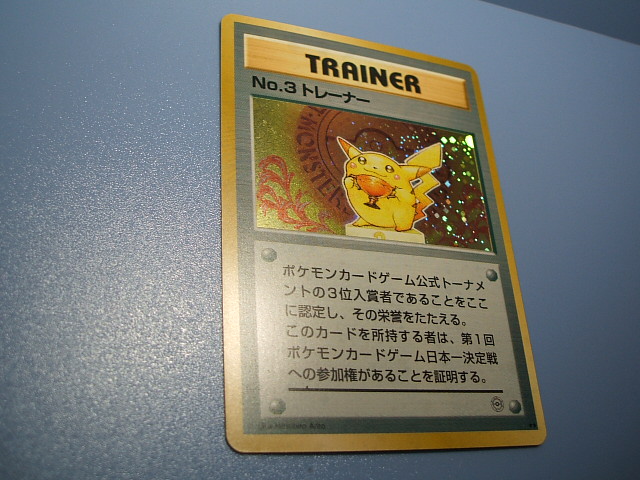 TRAINER
No.3 トレーナー
ポケモンカードゲーム公式トーナメ
ントの3位入賞者であることをここ
に認定し、その栄誉をたたえる。
このカードを所持する者は、第1回
ポケモンカードゲーム日本一決定戦
への参加権があることを証明する。